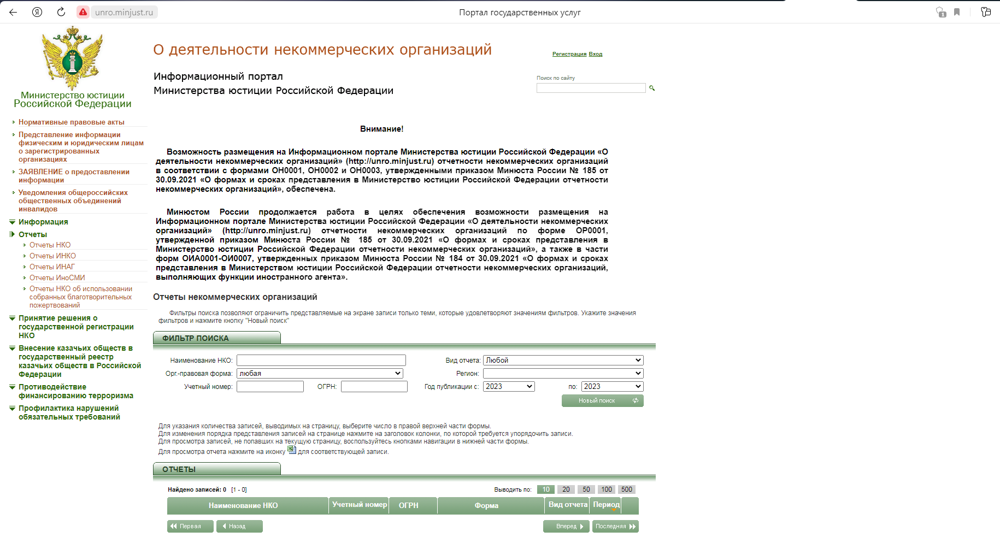 unro.minjust.ru
Портал государственных услуг
1
Министерство юстиции
Российской Федерации
О деятельности некоммерческих организаций
Регистрация Вход
Информационный портал
Министерства юстиции Российской Федерации
Поиск по сайту
Нормативные правовые акты
Представление информации
физическим и юридическим лицам
о зарегистрированных
организациях
ЗАЯВЛЕНИЕ о предоставлении
информации
Уведомления общероссийских
общественных объединений
инвалидов
Информация
Отчеты
Отчеты НКО
Отчеты ИНКО
Отчеты ИНАГ
Отчеты ИноСМИ
Отчеты НКО об использовании
собранных благотворительных
пожертвований
Принятие решения о
государственной регистрации
НКО
Внесение казачьих обществ в
государственный реестр
казачьих обществ в Российской
Федерации
Противодействие
финансированию терроризма
Профилактика нарушений
обязательных требований
Внимание!
Возможность размещения на Информационном портале Министерства юстиции Российской Федерации «О
деятельности некоммерческих организаций» (http://unro.minjust.ru) отчетности некоммерческих организаций
в соответствии с формами ОН0001, ОН0002 и ОН0003, утвержденными приказом Минюста России № 185 от
30.09.2021 «О формах и сроках представления в Министерство юстиции Российской Федерации отчетности
некоммерческих организаций», обеспечена.
Минюстом России продолжается работа в целях обеспечения возможности размещения на
Информационном портале Министерства юстиции Российской Федерации «О деятельности некоммерческих
организаций» (http://unro.minjust.ru) отчетности некоммерческих организаций по форме ОР0001,
утвержденной приказом Минюста России № 185 от 30.09.2021 «О формах и сроках представления в
Министерство юстиции Российской Федерации отчетности некоммерческих организаций», а также в части
форм ОИА0001-ОИ0007, утвержденных приказом Минюста России № 184 от 30.09.2021 «О формах и сроках
представления в Министерством юстиции Российской Федерации отчетности некоммерческих организаций,
выполняющих функции иностранного агента».
Отчеты некоммерческих организаций
Фильтры поиска позволяют ограничить представляемые на экране записи только теми, которые удовлетворяют значениям фильтров. Укажите значения
фильтров и нажмите кнопку "Новый поиск"
ФИЛЬТР ПОИСКА
Наименование НКО:
Вид отчета: Любой
Орг.-правовая форма: любая
Регион:
Учетный номер:
ОГРН:
Год публикации с: 2023
по: 2023
Новый поиск
Для указания количества записей, выводимых на страницу, выберите число в правой верхней части формы.
Для изменения порядка представления записей на странице нажмите на заголовок колонки, по которой требуется упорядочить записи.
Для просмотра записей, не попавших на текущую страницу, воспользуйтесь кнопками навигации в нижней части формы.
Для просмотра отчета нажмите на иконку для соответствующей записи.
ОТЧЕТЫ
Найдено записей: 0 [1 - 0]
Выводить по: 10 20 50 100 500
Наименование НКО Учетный номер ОГРН Форма Вид отчета Период
Первая Назад Вперед Последняя